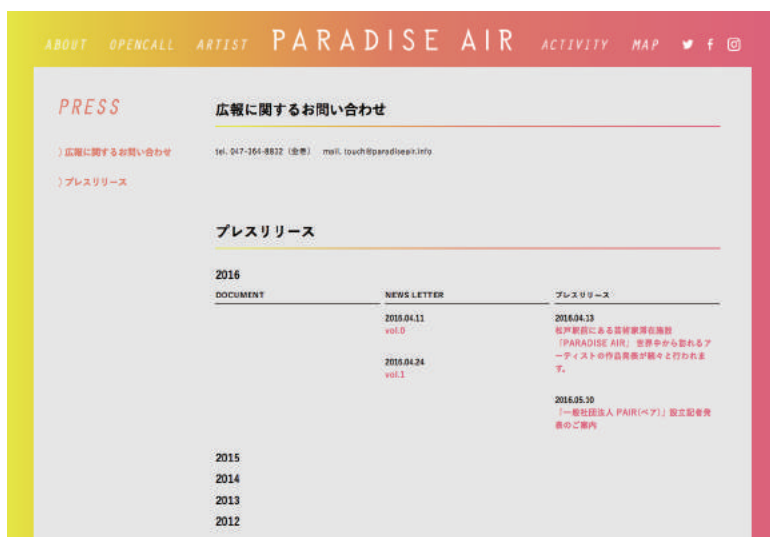 ABOUT OPENCALL ARTIST PARADISE AIR ACTIVITY MAP
PRESS
〉広報に関するお問い合わせ
〉プレスリリース
広報に関するお問い合わせ
tel. 047-364-8832 mail. touch@paradiseair.info
プレスリリース
2016
DOCUMENT
NEWS LETTER
2016.04.11
vol.0
2016.04.24
vol.1
プレスリリース
2016.04.13
松戸駅前にある芸術家滞在施設
「PARADISE AIR」 世界中から訪れるア
ーティストの作品発表が続々と行われま
す。
2016.05.10
「一般社団法人 PAIR(ペア)」設立記者発
表のご案内
2015
2014
2013
2012